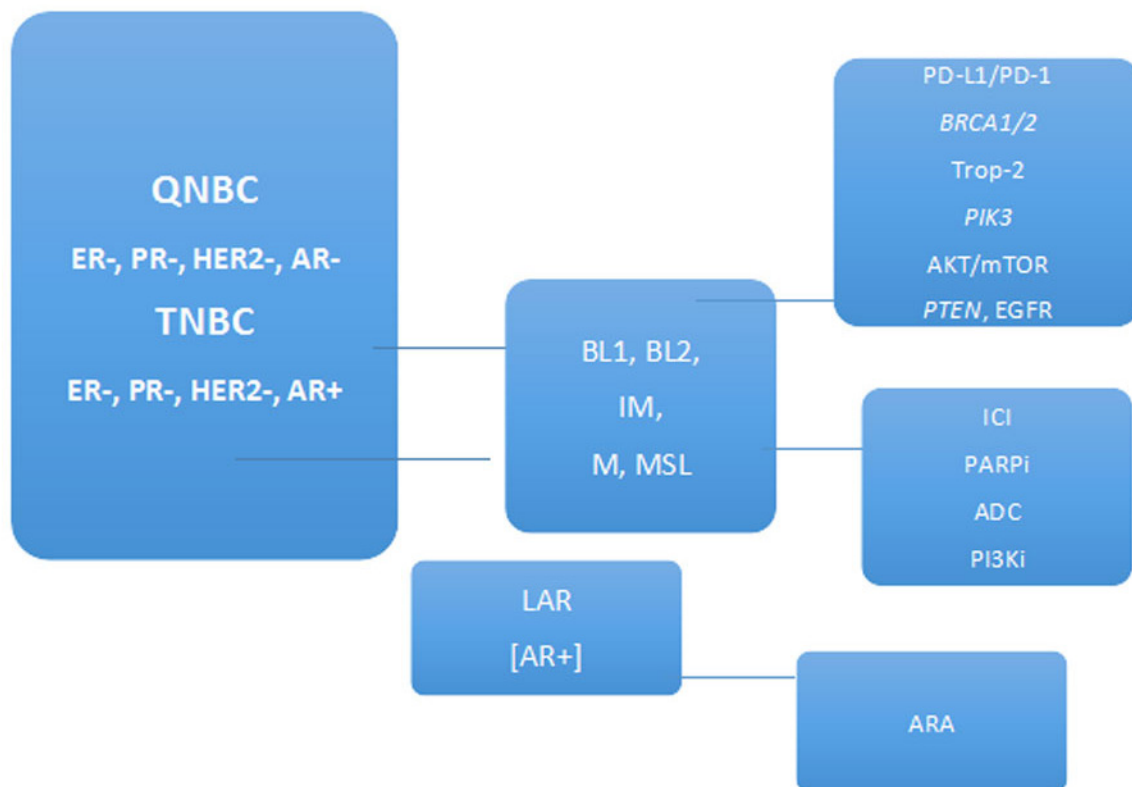 QNBC
ER-, PR-, HER2-, AR-
TNBC
ER-, PR-, HER2-, AR+
BL1, BL2,
IM,
M, MSL
PD-L1/PD-1
BRCA1/2
Trop-2
PIK3
AKT/mTOR
PTEN, EGFR
ICI
PARPi
ADC
PI3Ki
LAR
[AR+]
ARA